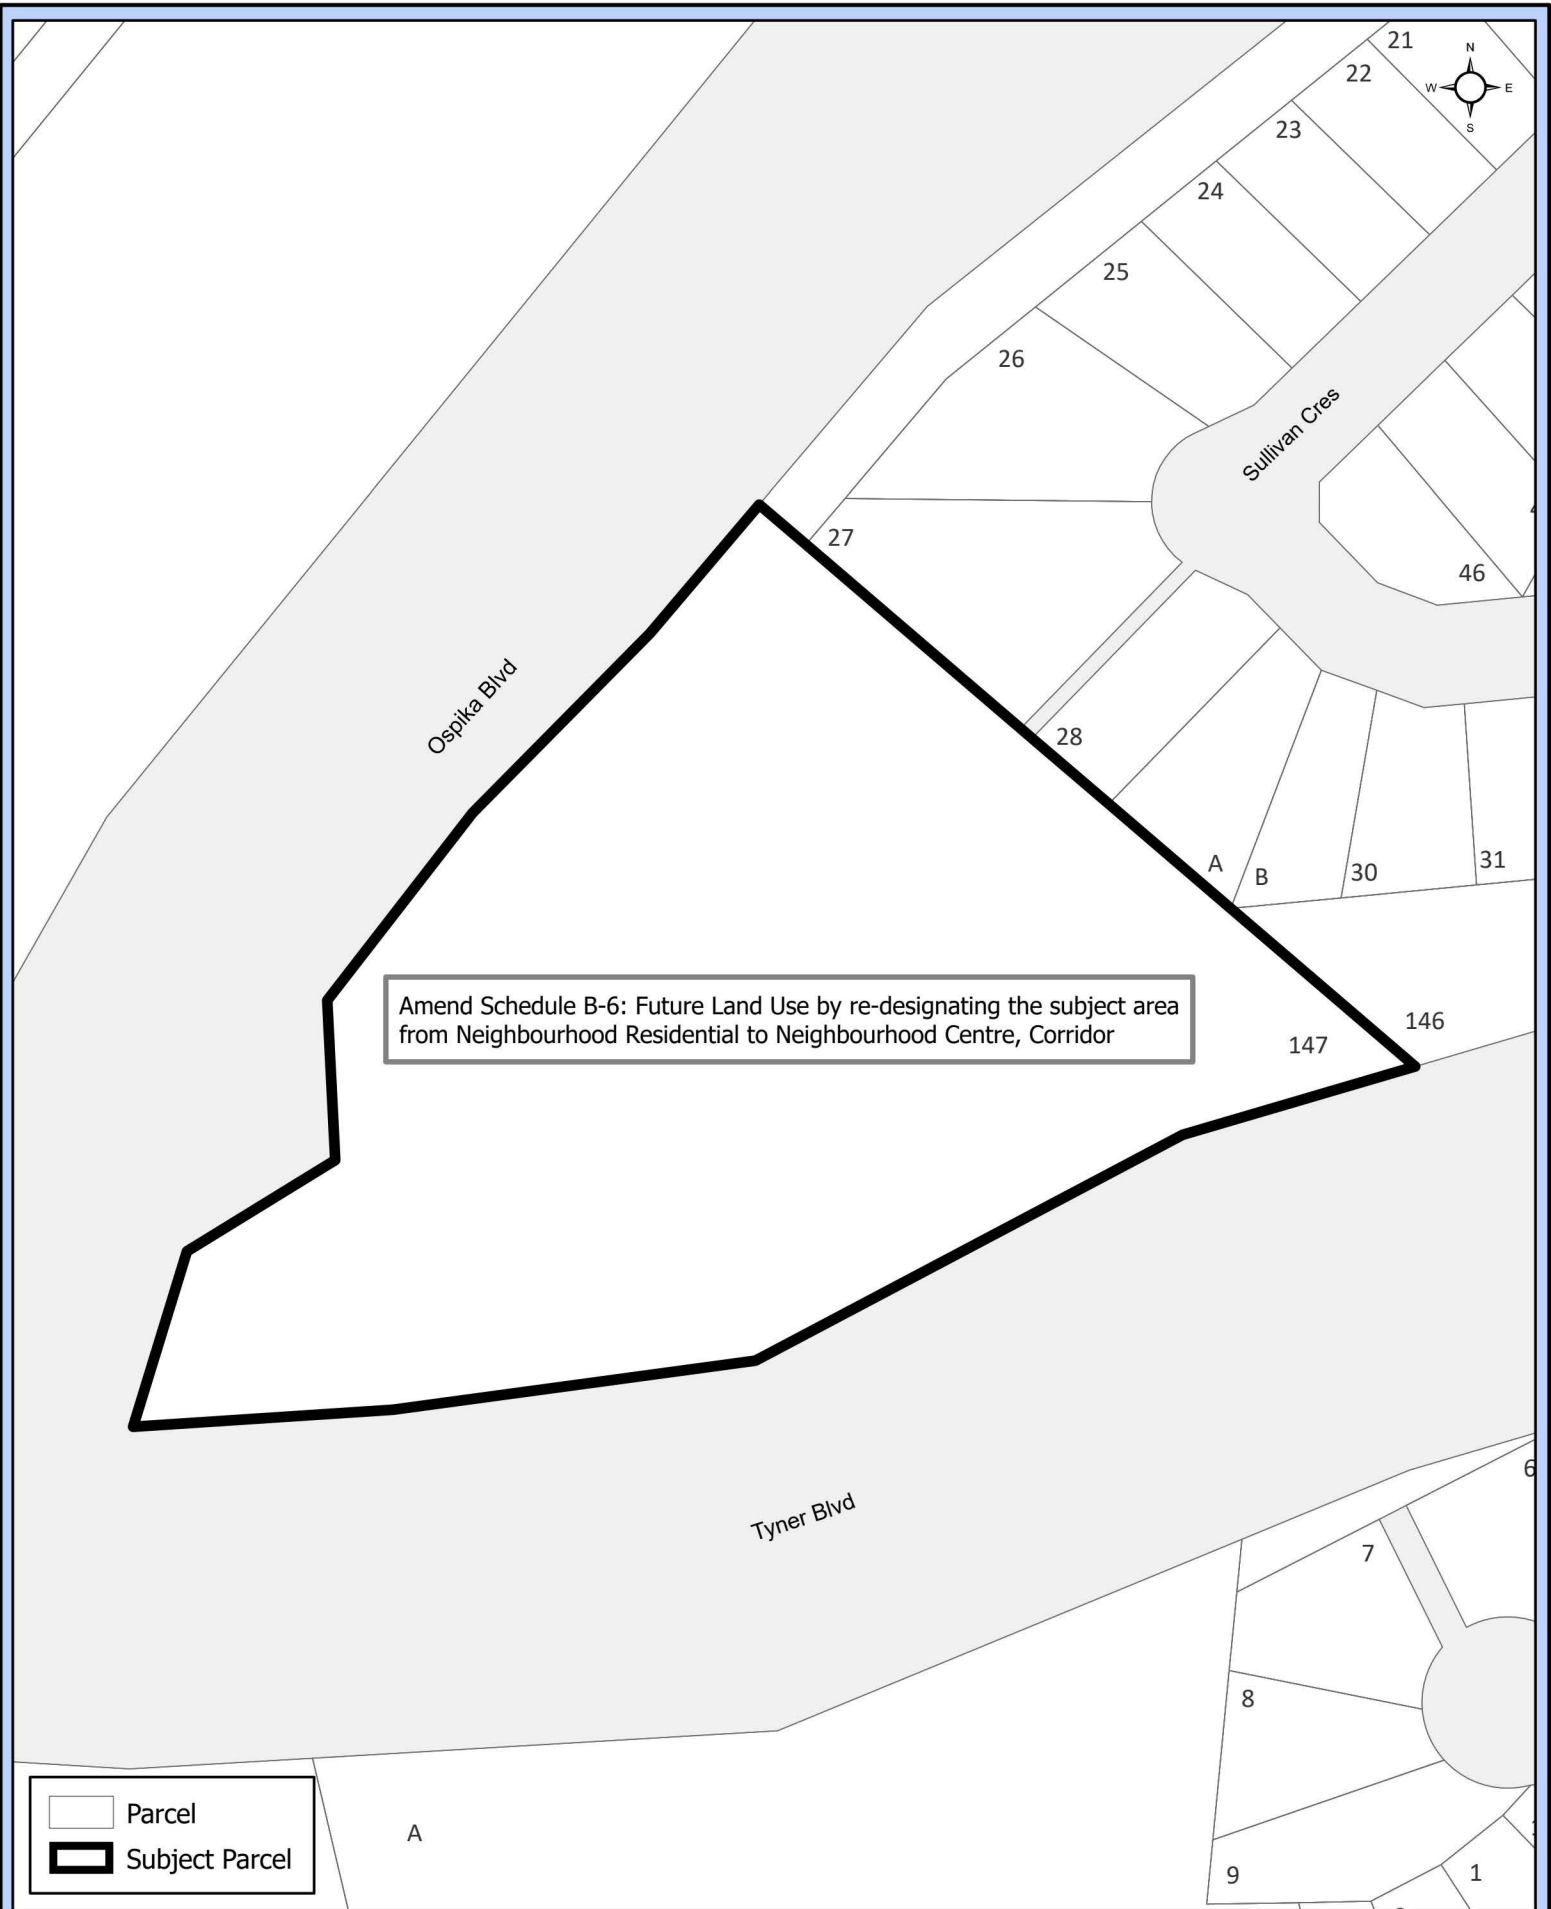 21
N
22
W E
S
23
24
25
26
Sullivan Cres
27
46
Ospika Blvd
28
A
B
30
31
Amend Schedule B-6: Future Land Use by re-designating the subject area
from Neighbourhood Residential to Neighbourhood Centre, Corridor
146
147
6
Tyner Blvd
7
8
Parcel
A
Subject Parcel
9
1